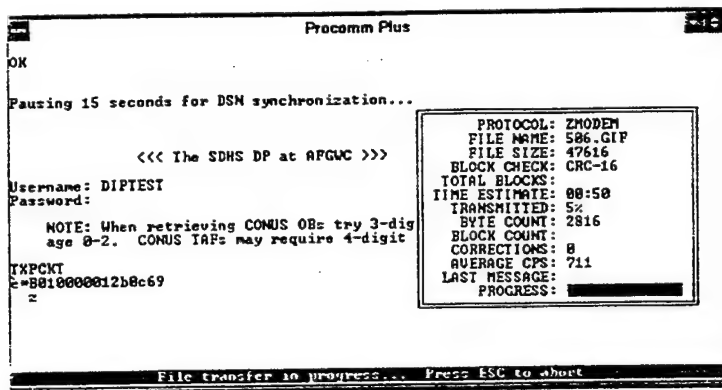 Procomm Plus
OK
Pausing 15 seconds for DSN synchronization...
<<< The SDHS DP at AFGWC >>>
Username: DIPTEST
Password:
NOTE: When retrieving CONUS OBs try 3-dig
age 0-2. CONUS TAFs may require 4-digit
TXPCKT
**B010000012b8c69
PROTOCOL: ZMODEM
FILE NAME: 506.GIF
FILE SIZE: 47616
BLOCK CHECK: CRC-16
TOTAL BLOCKS:
TIME ESTIMATE: 00:50
TRANSMITTED: 5%
BYTE COUNT: 2816
BLOCK COUNT:
CORRECTIONS: 0
AVERAGE CPS: 711
LAST MESSAGE:
PROGRESS:
File transfer in progress... Press ESC to abort